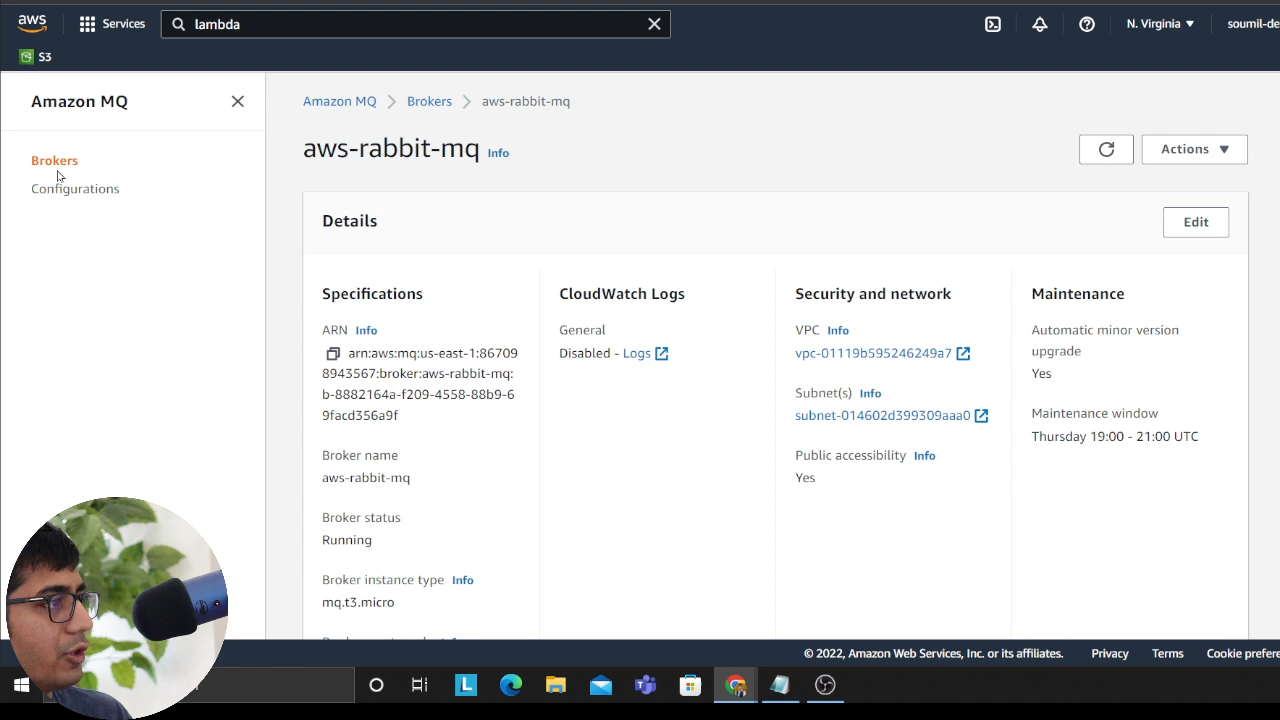 aws
Services
lambda
N. Virginia
soumil-de
S3
Amazon MQ
Brokers
Configurations
Amazon MQ > Brokers > aws-rabbit-mq
aws-rabbit-mq Info
Actions
Details
Edit
Specifications
ARN Info
arn:aws:mq:us-east-1:86709
8943567:broker:aws-rabbit-mq:
b-8882164a-f209-4558-88b9-6
9facd356a9f
Broker name
aws-rabbit-mq
Broker status
Running
Broker instance type Info
mq.t3.micro
CloudWatch Logs
General
Disabled - Logs
Security and network
VPC Info
vpc-01119b595246249a7
Subnet(s) Info
subnet-014602d399309aaa0
Public accessibility Info
Yes
Maintenance
Automatic minor version
upgrade
Yes
Maintenance window
Thursday 19:00 - 21:00 UTC
© 2022, Amazon Web Services, Inc. or its affiliates.
Privacy
Terms
Cookie prefere